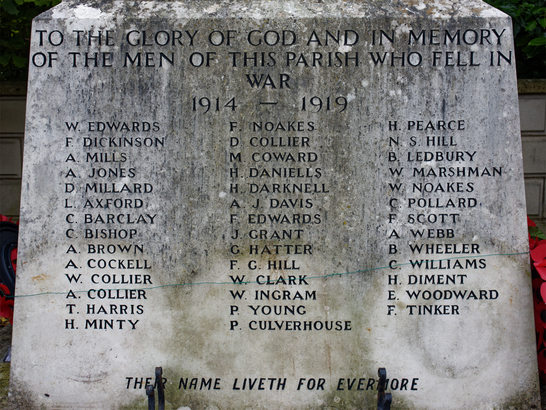 TO THE GLORY OF GOD AND IN MEMORY
OF THE MEN OF THIS PARISH WHO FELL IN
WAR
1914 — 1919
W. EDWARDS
F. DICKINSON
A. MILLS
A. JONES
D. MILLARD
L. AXFORD
C. BARCLAY
C. BISHOP
A. BROWN
A. COCKELL
W. COLLIER
A. COLLIER
T. HARRIS
H. MINTY
F. NOAKES
D. COLLIER
M. COWARD
H. DANIELLS
H. DARKNELL
A. J. DAVIS
F. EDWARDS
J. GRANT
G. HATTER
F. G. HILL
W. CLARK
W. INGRAM
P. YOUNG
P. CULVERHOUSE
H. PEARCE
N. S. HILL
B. LEDBURY
W. MARSHMAN
W. NOAKES
C. POLLARD
F. SCOTT
A. WEBB
B. WHEELER
C. WILLIAMS
H. DIMENT
E. WOODWARD
F. TINKER
THEIR NAME LIVETH FOR EVERMORE